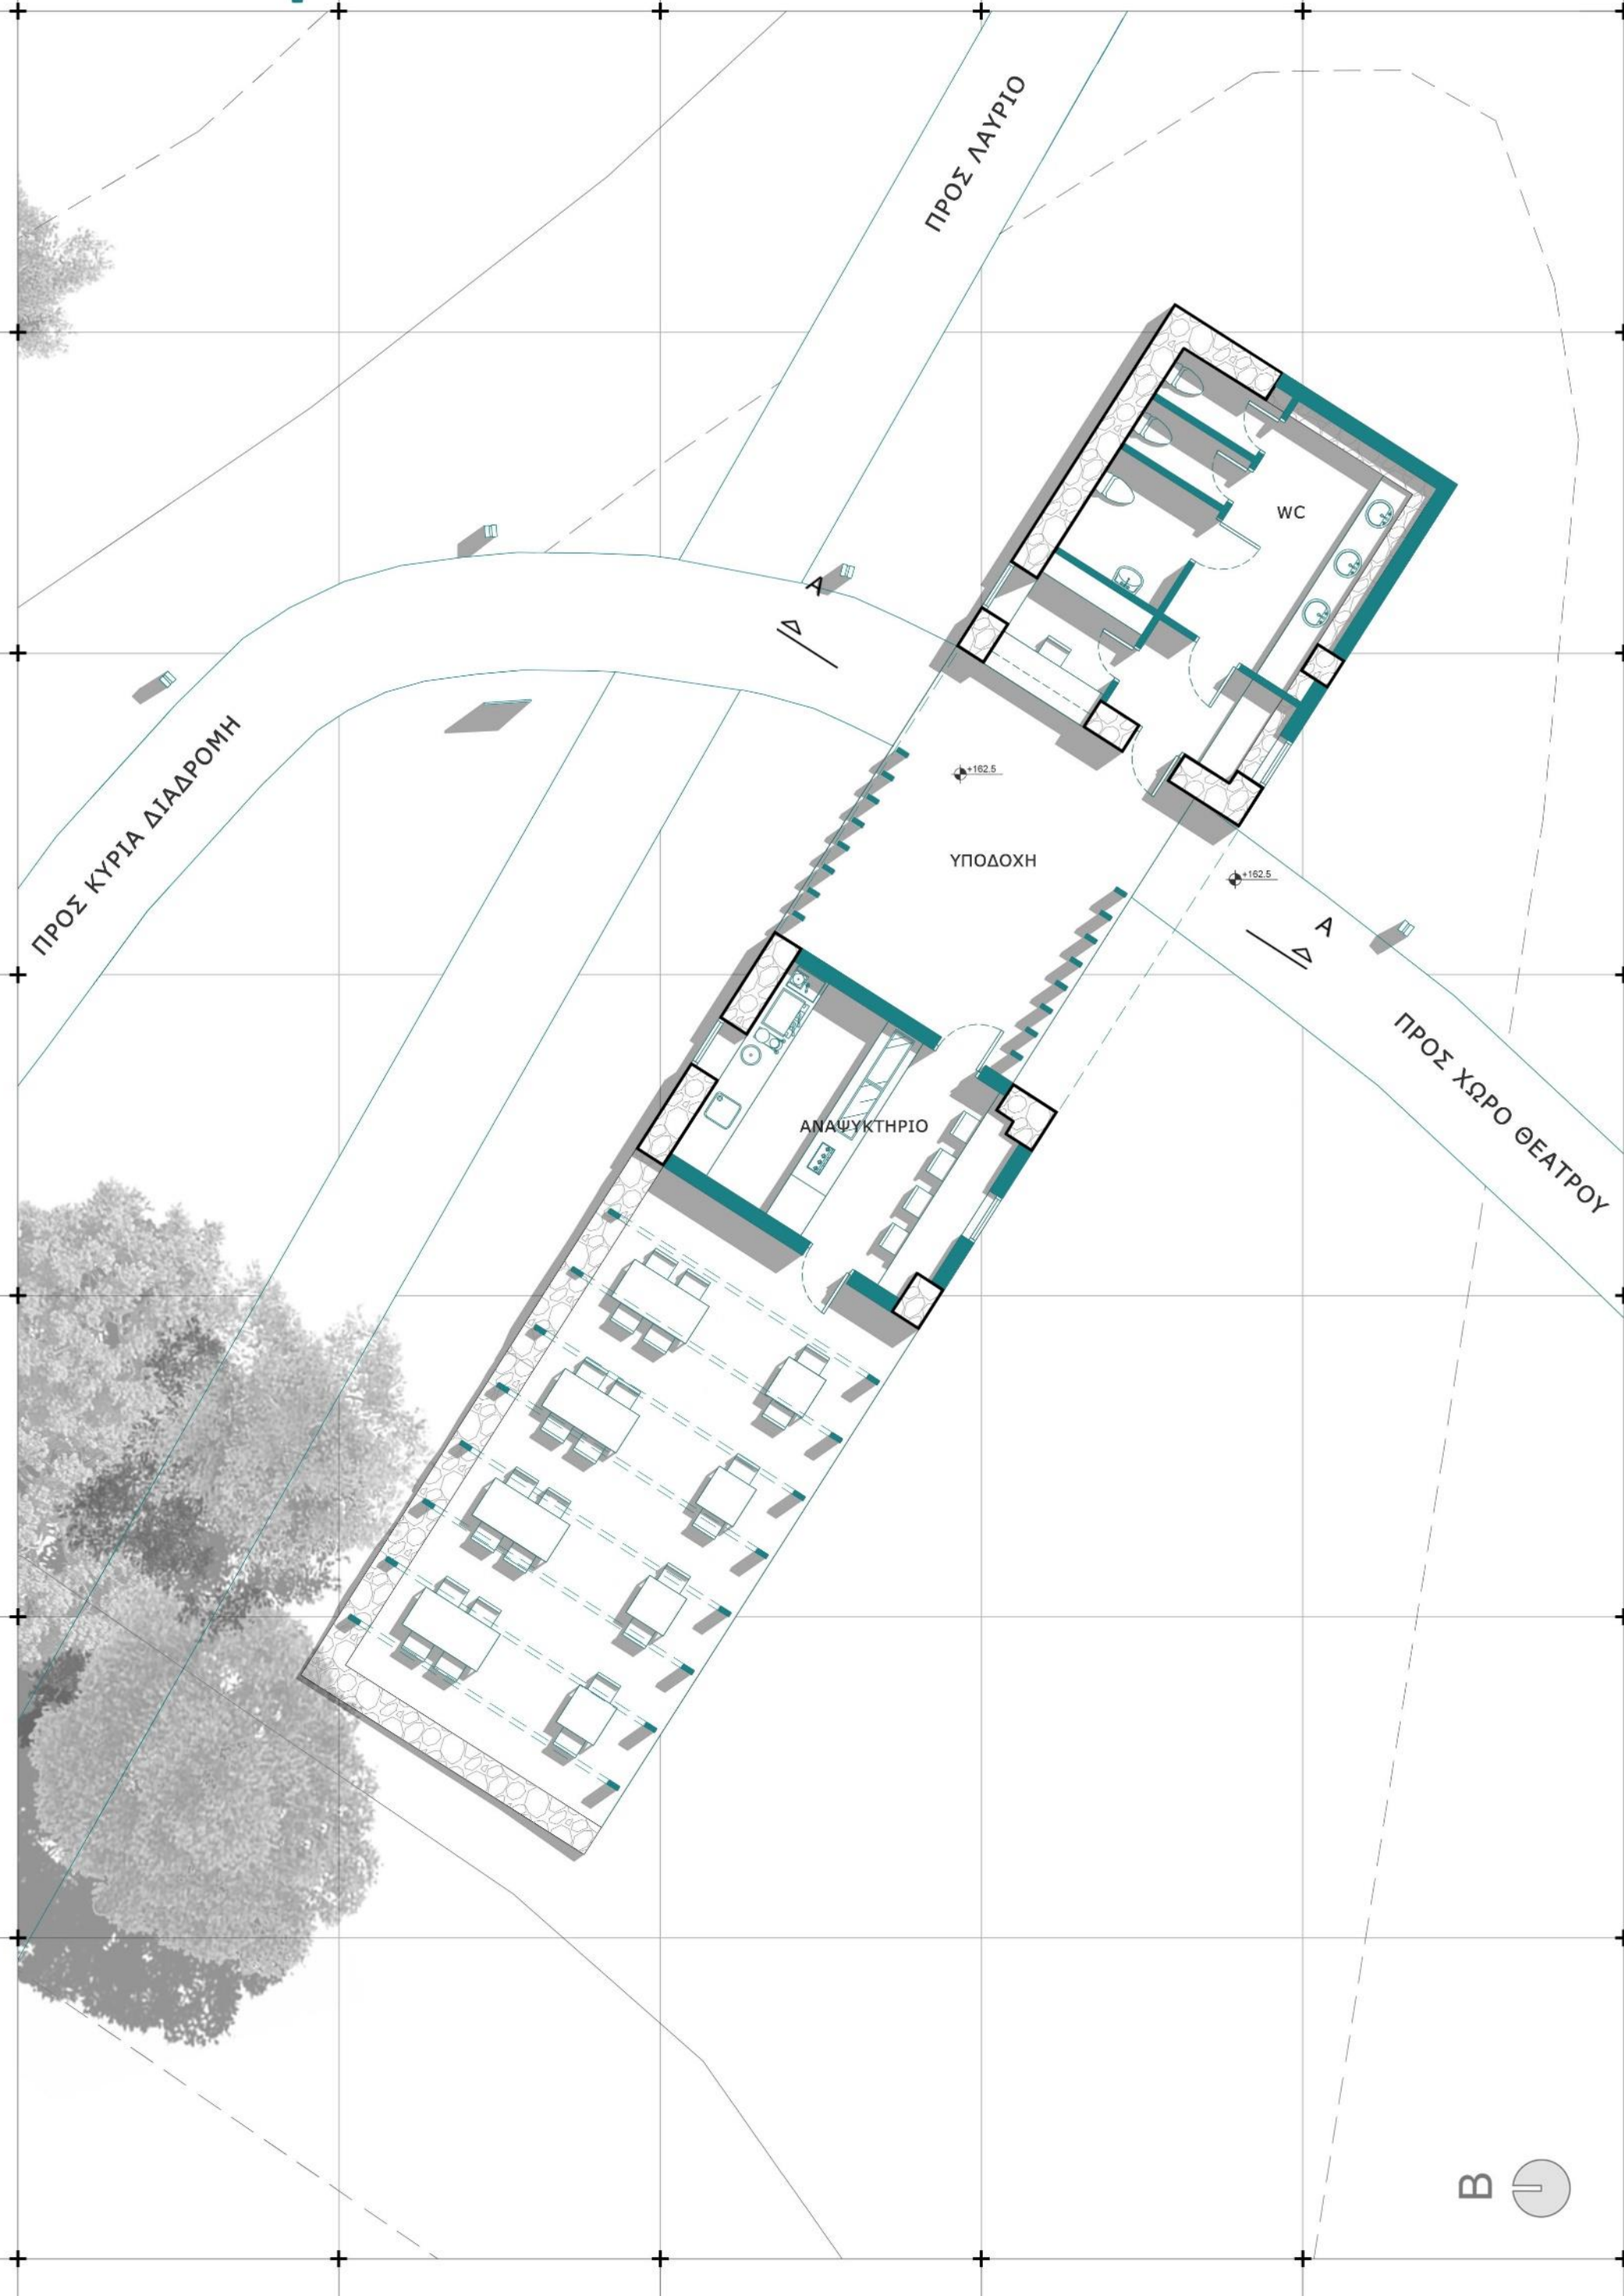 ΠΡΟΣ ΛΑΥΡΙΟ
WC
A
ΠΡΟΣ ΚΥΡΙΑ ΔΙΑΔΡΟΜΗ
+162.5
ΥΠΟΔΟΧΗ
+162.5
A
ΠΡΟΣ ΧΩΡΟ ΘΕΑΤΡΟΥ
ΑΝΑΨΥΚΤΗΡΙΟ
Β